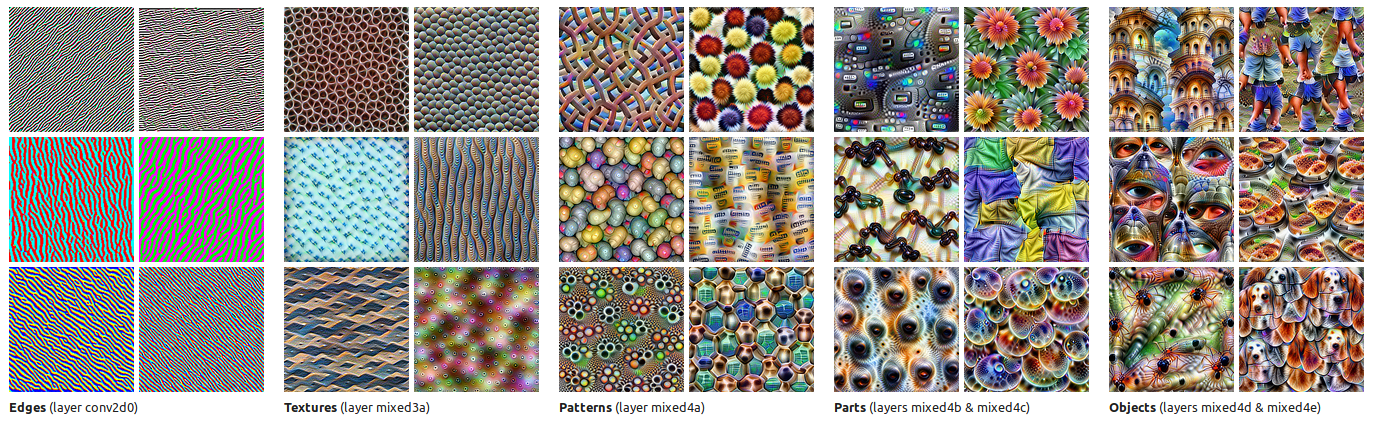 Edges (layer conv2d0)
Textures (layer mixed3a)
Patterns (layer mixed4a)
Parts (layers mixed4b & mixed4c)
Objects (layers mixed4d & mixed4e)